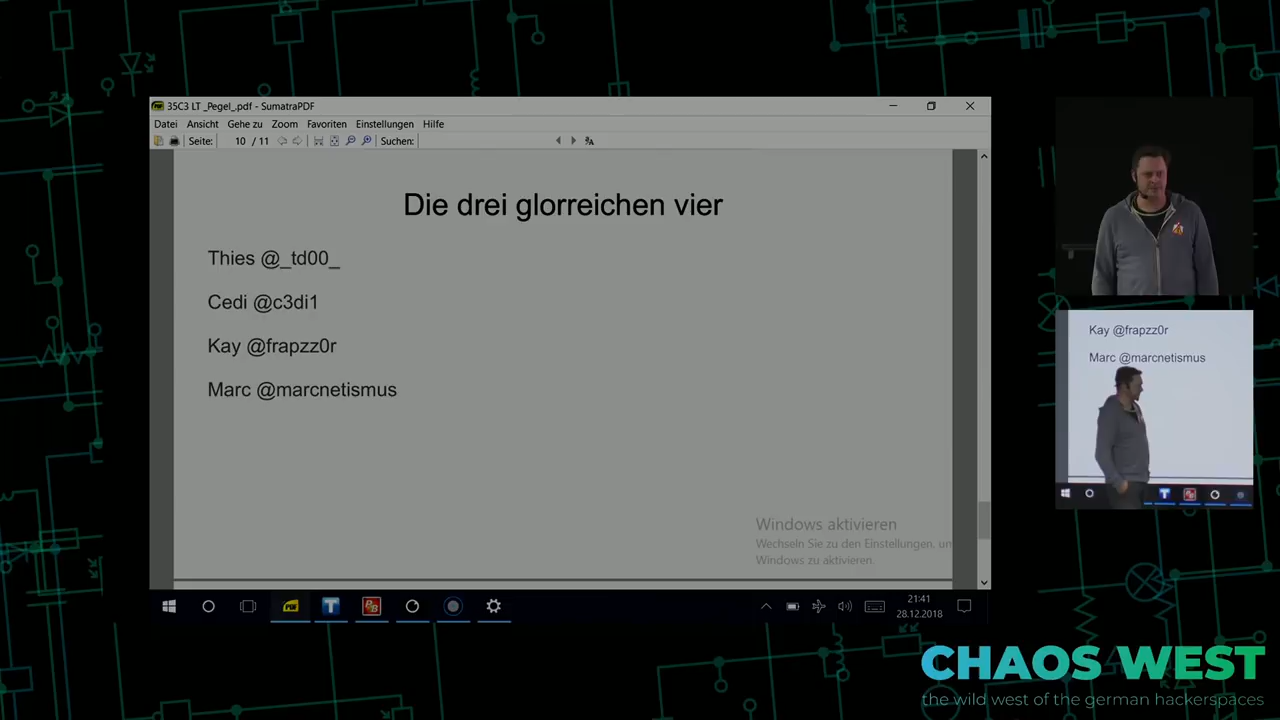 35C3 LT _Pegel_.pdf - SumatraPDF
Datei Ansicht Gehe zu Zoom Favoriten Einstellungen Hilfe
Seite: 10 / 11 Suchen:
Die drei glorreichen vier
Thies @_td00_
Cedi @c3di1
Kay @frapzz0r
Marc @marcnetismus
Windows aktivieren
Wechseln Sie zu den Einstellungen, um
Windows zu aktivieren.
21:41
28.12.2018
Kay @frapzz0r
Marc @marcnetismus
CHAOS WEST
the wild west of the german hackerspaces